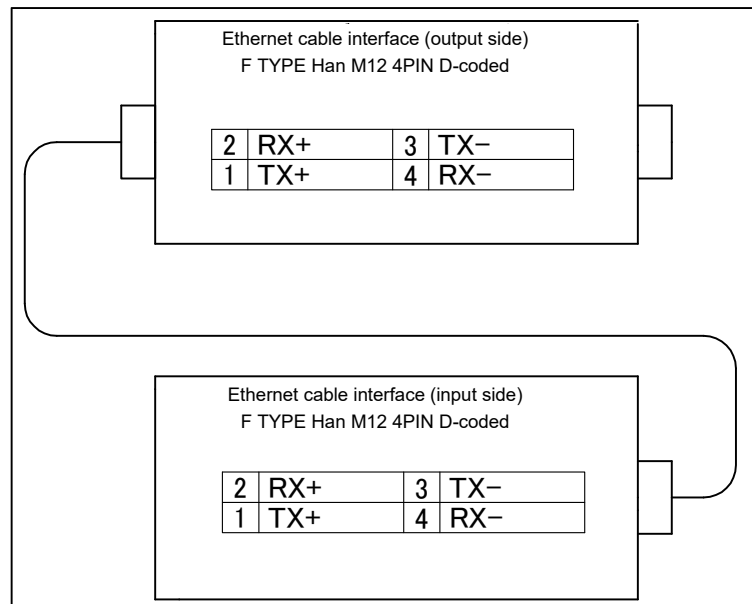 Ethernet cable interface (output side)
F TYPE Han M12 4PIN D-coded
2 RX+ 3 TX−
1 TX+ 4 RX−
Ethernet cable interface (input side)
F TYPE Han M12 4PIN D-coded
2 RX+ 3 TX−
1 TX+ 4 RX−